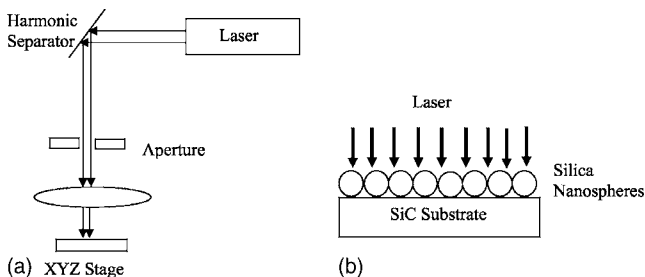 Harmonic
Separator
Laser
Aperture
(a) XYZ Stage
Laser
Silica
Nanospheres
SiC Substrate
(b)